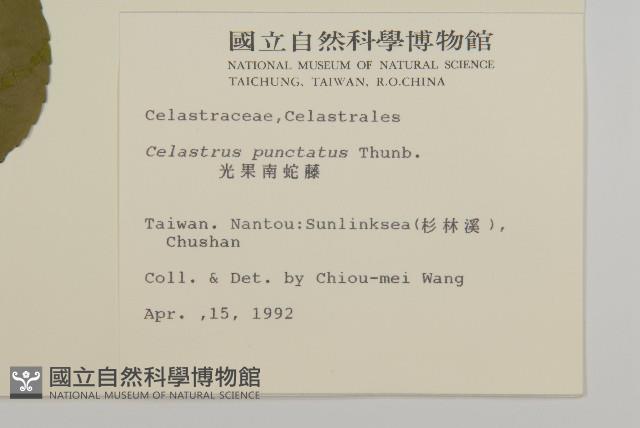 國立自然科學博物館
NATIONAL MUSEUM OF NATURAL SCIENCE
TAICHUNG, TAIWAN, R.O.CHINA
Celastraceae,Celastrales
Celastrus punctatus Thunb.
光果南蛇藤
Taiwan. Nantou:Sunlinksea(杉林溪),
Chushan
Coll. & Det. by Chiou-mei Wang
Apr. ,15, 1992
國立自然科學博物館
NATIONAL MUSEUM OF NATURAL SCIENCE